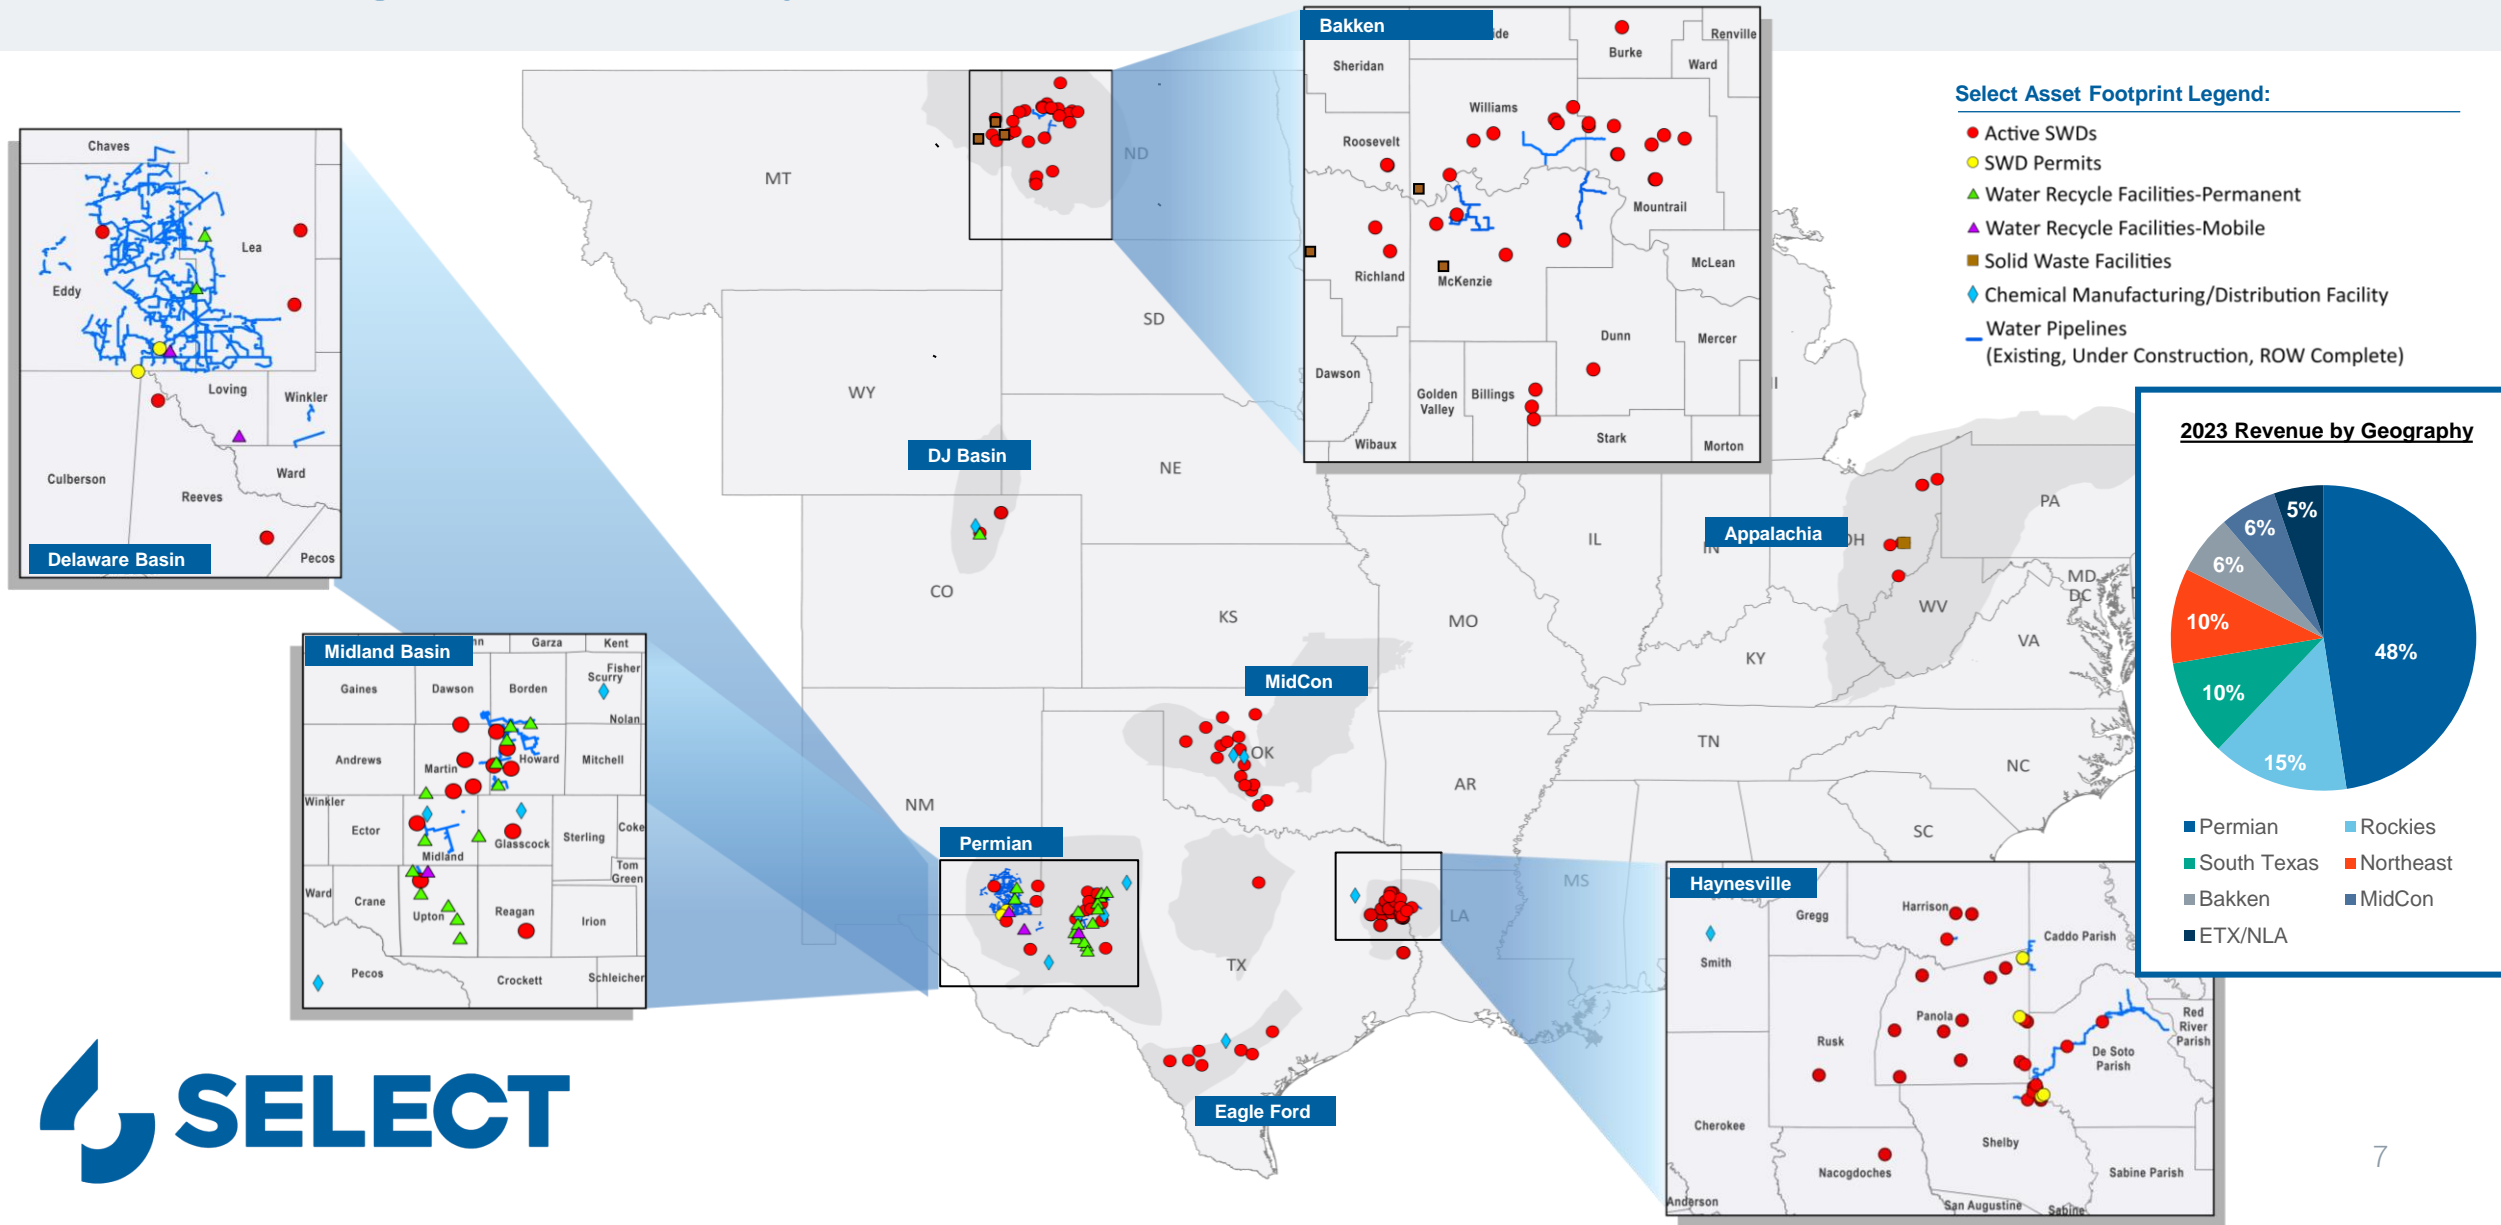 Bakken
ide
Burke
Renville
Sheridan
Ward
Williams
Roosevelt
Mountrail
McLean
Richland
McKenzie
Dunn
Mercer
Dawson
Golden
Valley
Billings
Wibaux
Stark
Morton
Select Asset Footprint Legend:
Active SWDs
SWD Permits
Water Recycle Facilities-Permanent
Water Recycle Facilities-Mobile
Solid Waste Facilities
Chemical Manufacturing/Distribution Facility
Water Pipelines
(Existing, Under Construction, ROW Complete)
Chaves
Lea
Eddy
Loving
Winkler
Culberson
Ward
Reeves
Pecos
Delaware Basin
MT
ND
SD
WY
NE
DJ Basin
CO
KS
MO
IL
IN
OH
PA
MD
DC
WV
VA
KY
Appalachia
MidCon
OK
TN
NC
NM
AR
SC
MS
LA
TX
Permian
Eagle Ford
Midland Basin
nn
Garza
Kent
Gaines
Dawson
Borden
Fisher
Scurry
Nolan
Andrews
Martin
Howard
Mitchell
Winkler
Ector
Midland
Glasscock
Sterling
Coke
Tom
Green
Ward
Crane
Upton
Reagan
Irion
Pecos
Crockett
Schleicher
Haynesville
Gregg
Harrison
Caddo Parish
Smith
Panola
Rusk
Red
River
Parish
De Soto
Parish
Cherokee
Shelby
Nacogdoches
Sabine Parish
Anderson
San Augustine
Sabine
2023 Revenue by Geography
5%
6%
6%
10%
10%
15%
48%
Permian
Rockies
South Texas
Northeast
Bakken
MidCon
ETX/NLA
SELECT
7